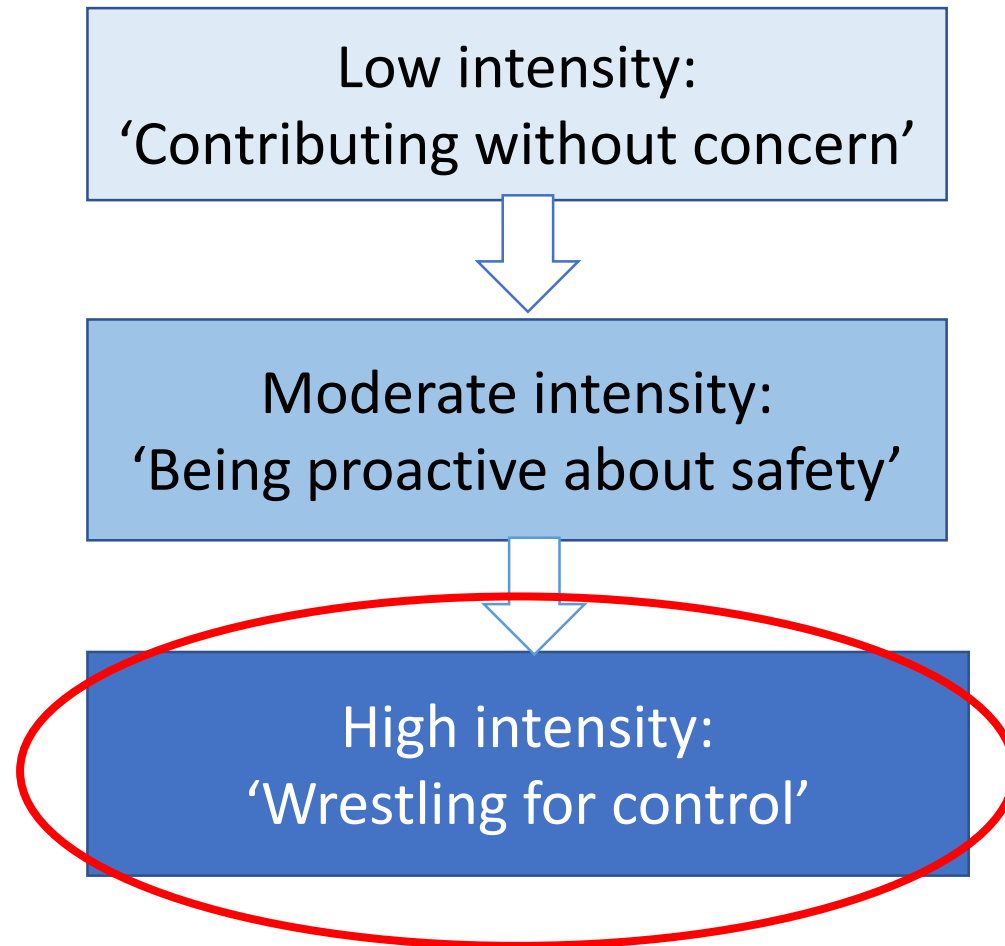 Low intensity:
‘Contributing without concern’
Moderate intensity:
‘Being proactive about safety’
High intensity:
‘Wrestling for control’